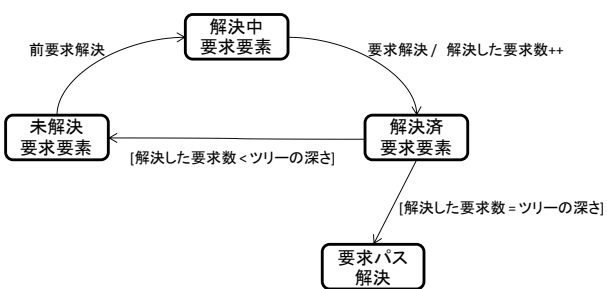 解決中
要求要素
前要求解決
要求解決 / 解決した要求数++
未解決
要求要素
解決済
要求要素
[解決した要求数 < ツリーの深さ]
[解決した要求数 = ツリーの深さ]
要求パス
解決